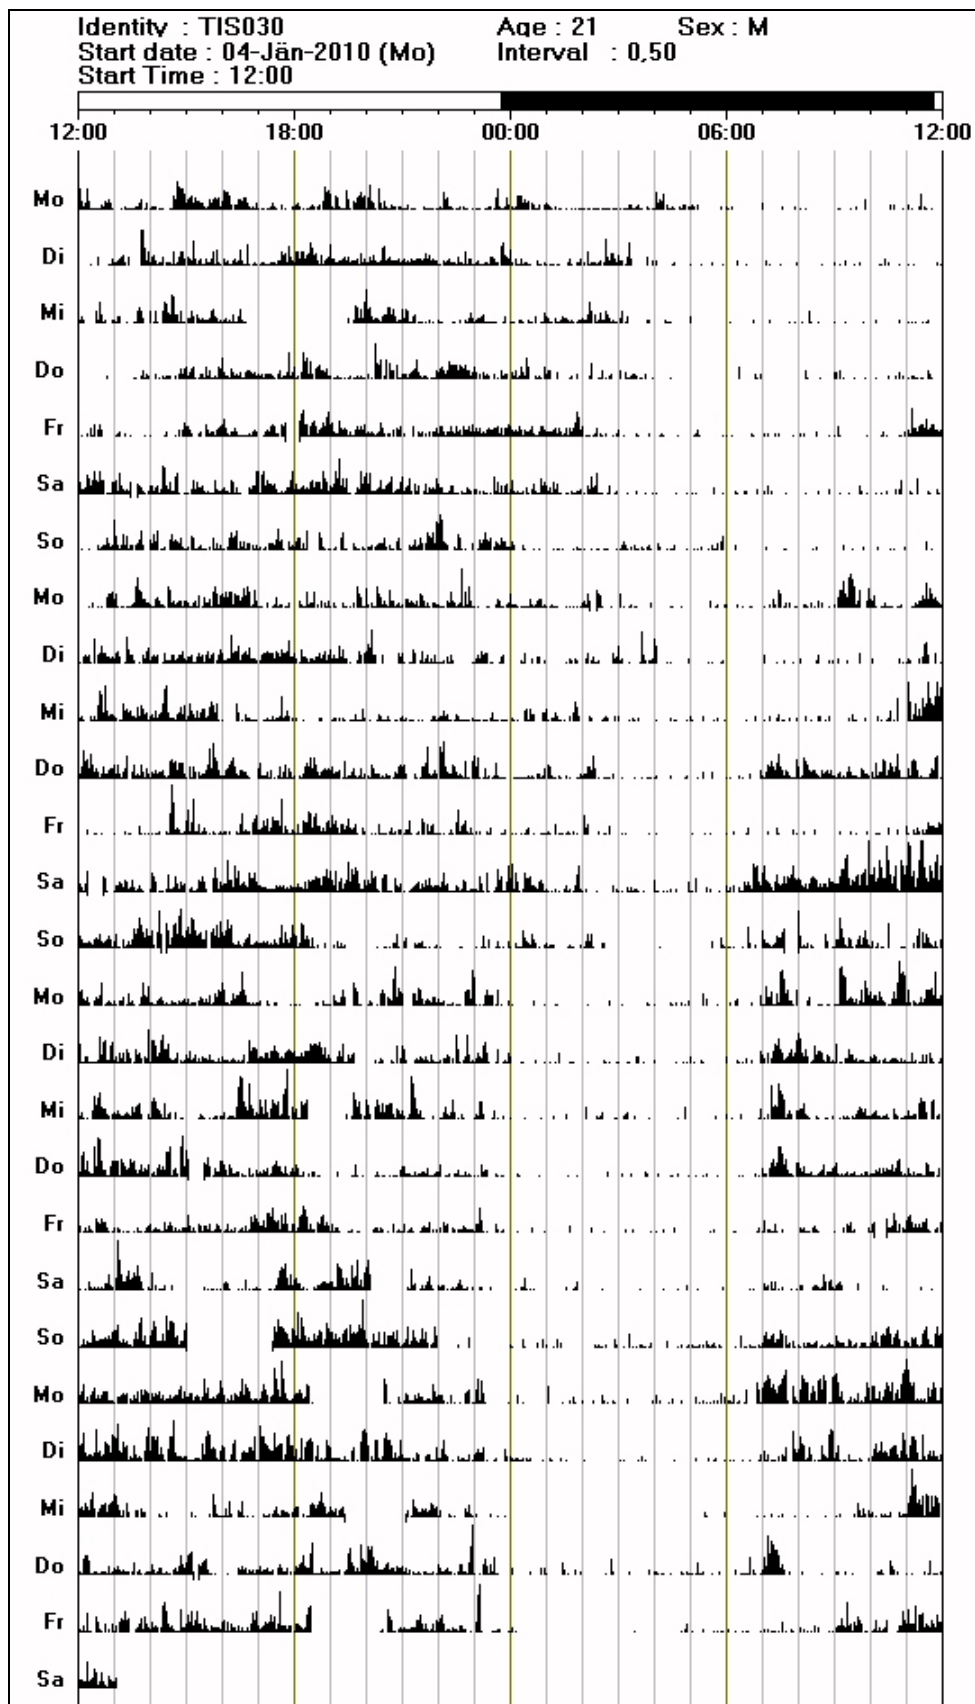 Identity : TIS030 Age : 21 Sex : M
Start date : 04-Jän-2010 (Mo) Interval : 0,50
Start Time : 12:00
12:00 18:00 00:00 06:00 12:00
Mo
Di
Mi
Do
Fr
Sa
So
Mo
Di
Mi
Do
Fr
Sa
So
Mo
Di
Mi
Do
Fr
Sa
So
Mo
Di
Mi
Do
Fr
Sa